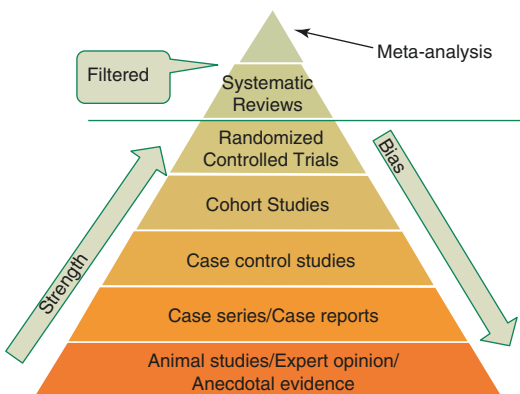 Meta-analysis
Filtered
Systematic
Reviews
Randomized
Controlled Trials
Bias
Cohort Studies
Strength
Case control studies
Case series/Case reports
Animal studies/Expert opinion/
Anecdotal evidence